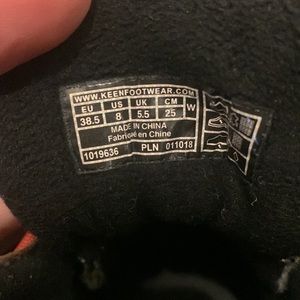 WWW.KEENFOOTWEAR.COM
EU US UK CM W
38.5 8 5.5 25
MADE IN CHINA
Fabriqué en Chine
1019636 PLN 011018